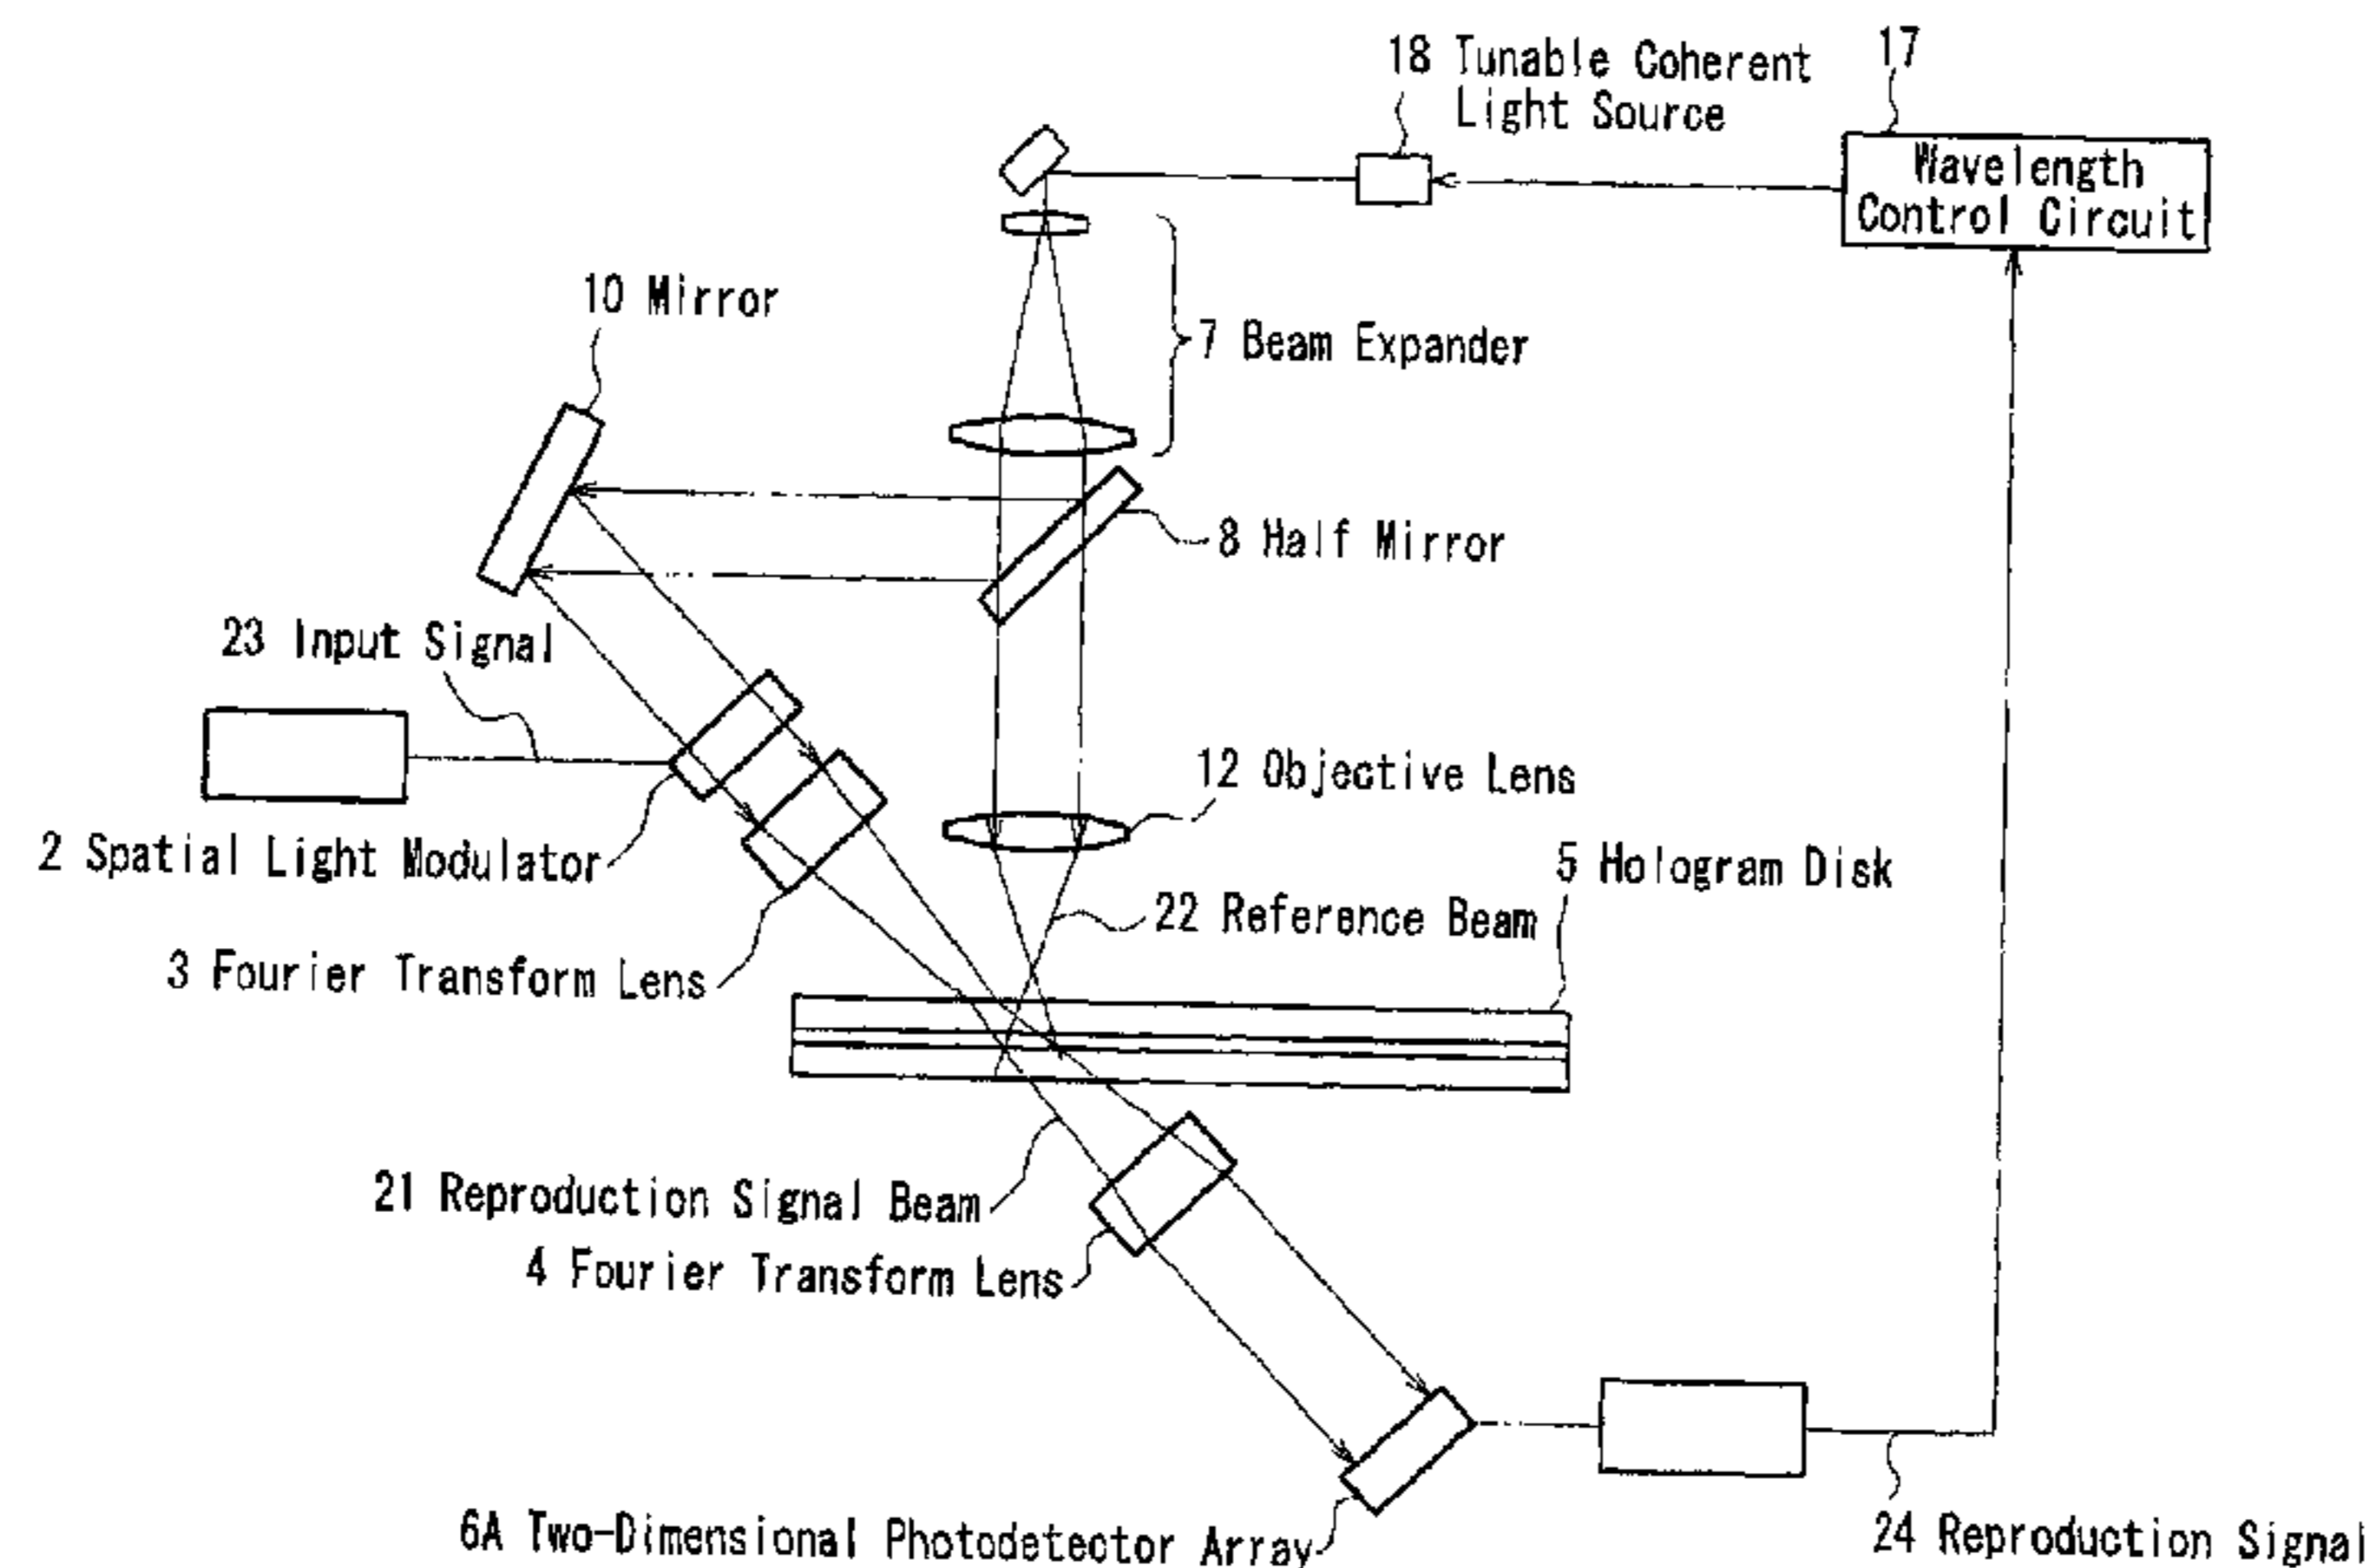 18 Tunable Coherent
Light Source
17
Wavelength
Control Circuit
10 Mirror
7 Beam Expander
8 Half Mirror
23 Input Signal
12 Objective Lens
2 Spatial Light Modulator
5 Hologram Disk
22 Reference Beam
3 Fourier Transform Lens
21 Reproduction Signal Beam
4 Fourier Transform Lens
6A Two-Dimensional Photodetector Array
24 Reproduction Signal